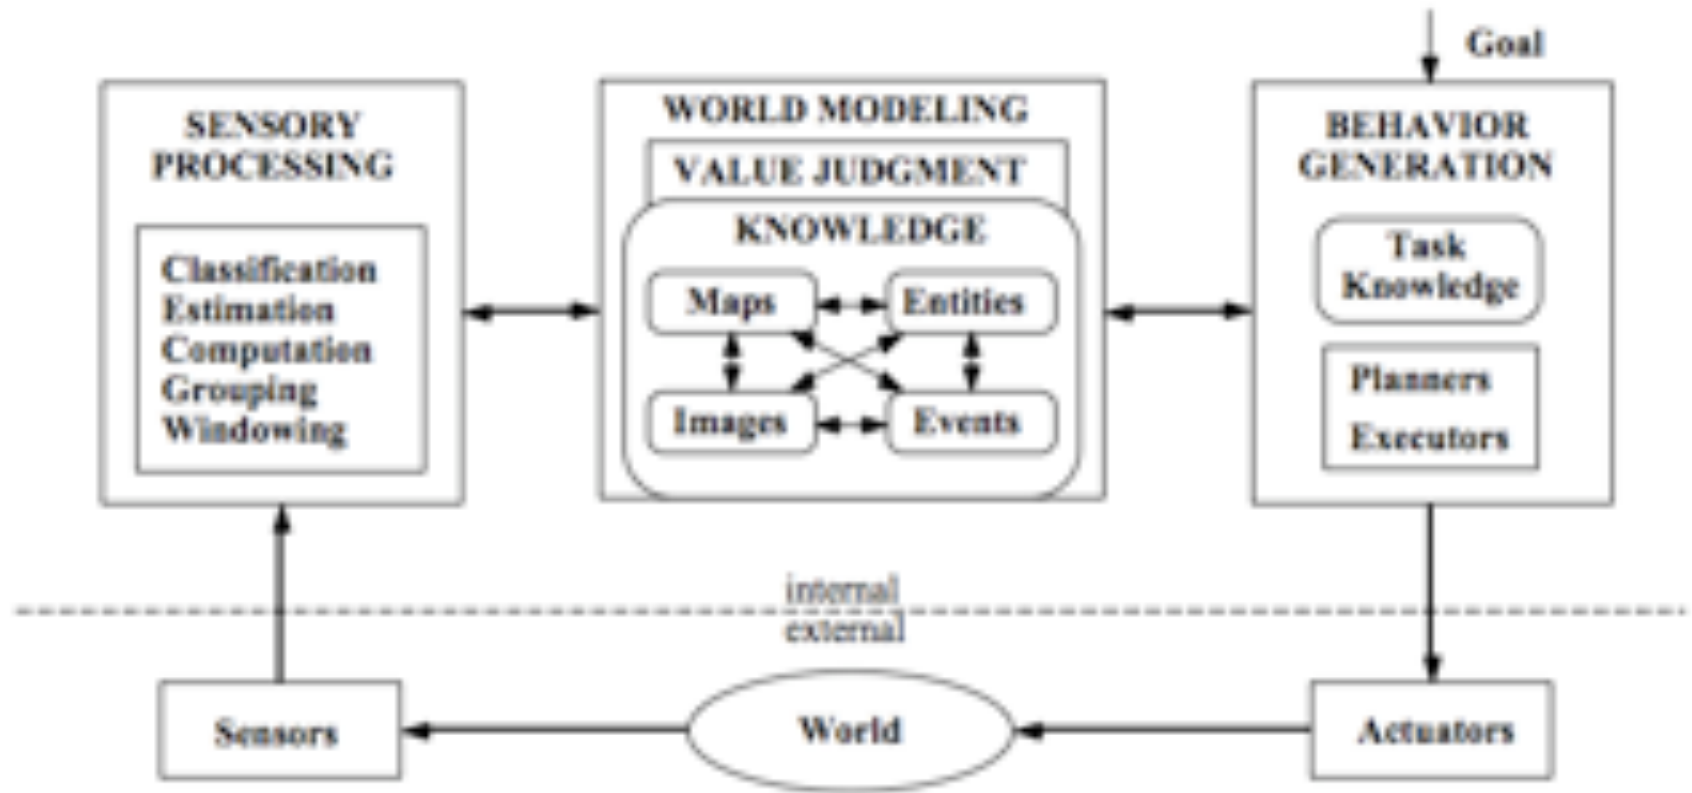 Goal
SENSORY
PROCESSING
Classification
Estimation
Computation
Grouping
Windowing
WORLD MODELING
VALUE JUDGMENT
KNOWLEDGE
Maps
Entities
Images
Events
BEHAVIOR
GENERATION
Task
Knowledge
Planners
Executors
internal
external
Sensors
World
Actuators